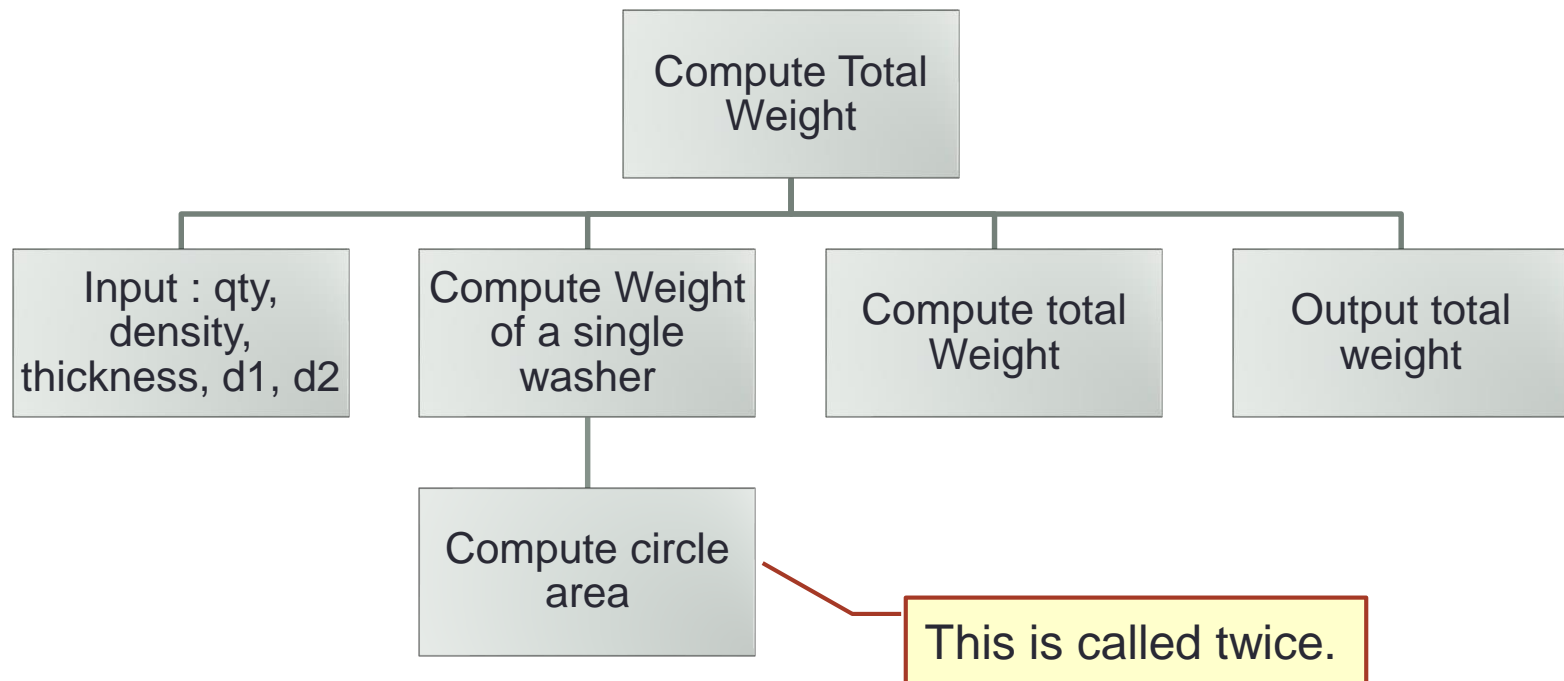 Compute Total
Weight
Input : qty,
density,
thickness, d1, d2
Compute Weight
of a single
washer
Compute total
Weight
Output total
weight
Compute circle
area
This is called twice.